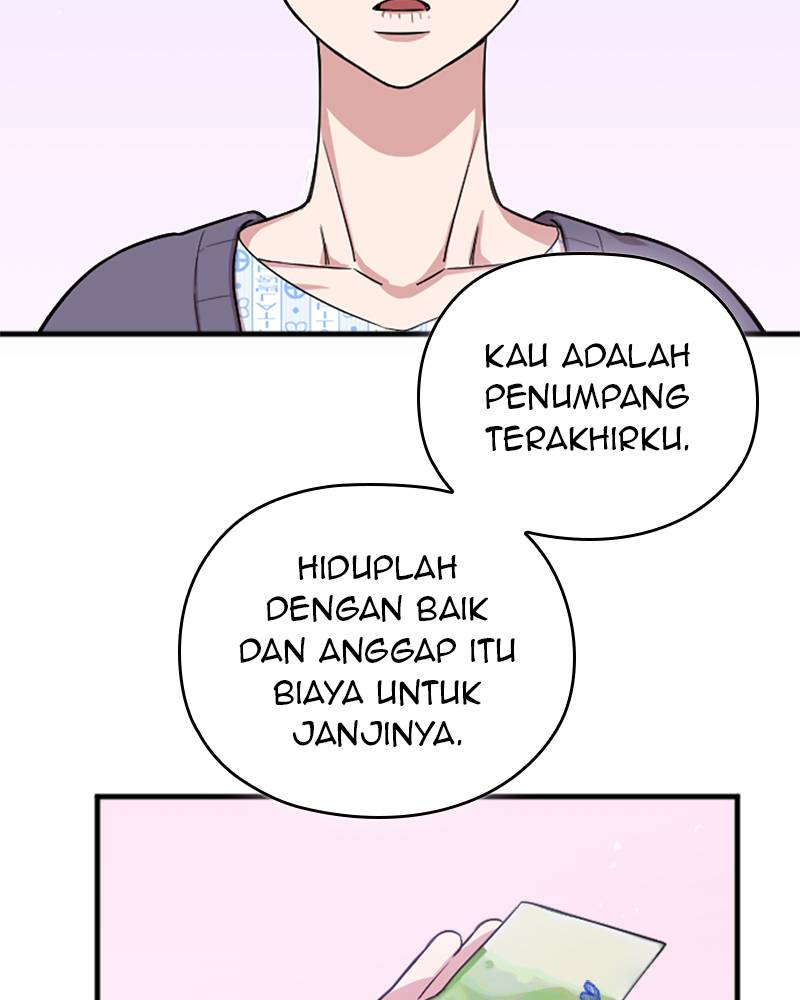 KAU ADALAH
PENUMPANG
TERAKHIRKU.
HIDUPLAH
DENGAN BAIK
DAN ANGGAP ITU
BIAYA UNTUK
JANJINYA.